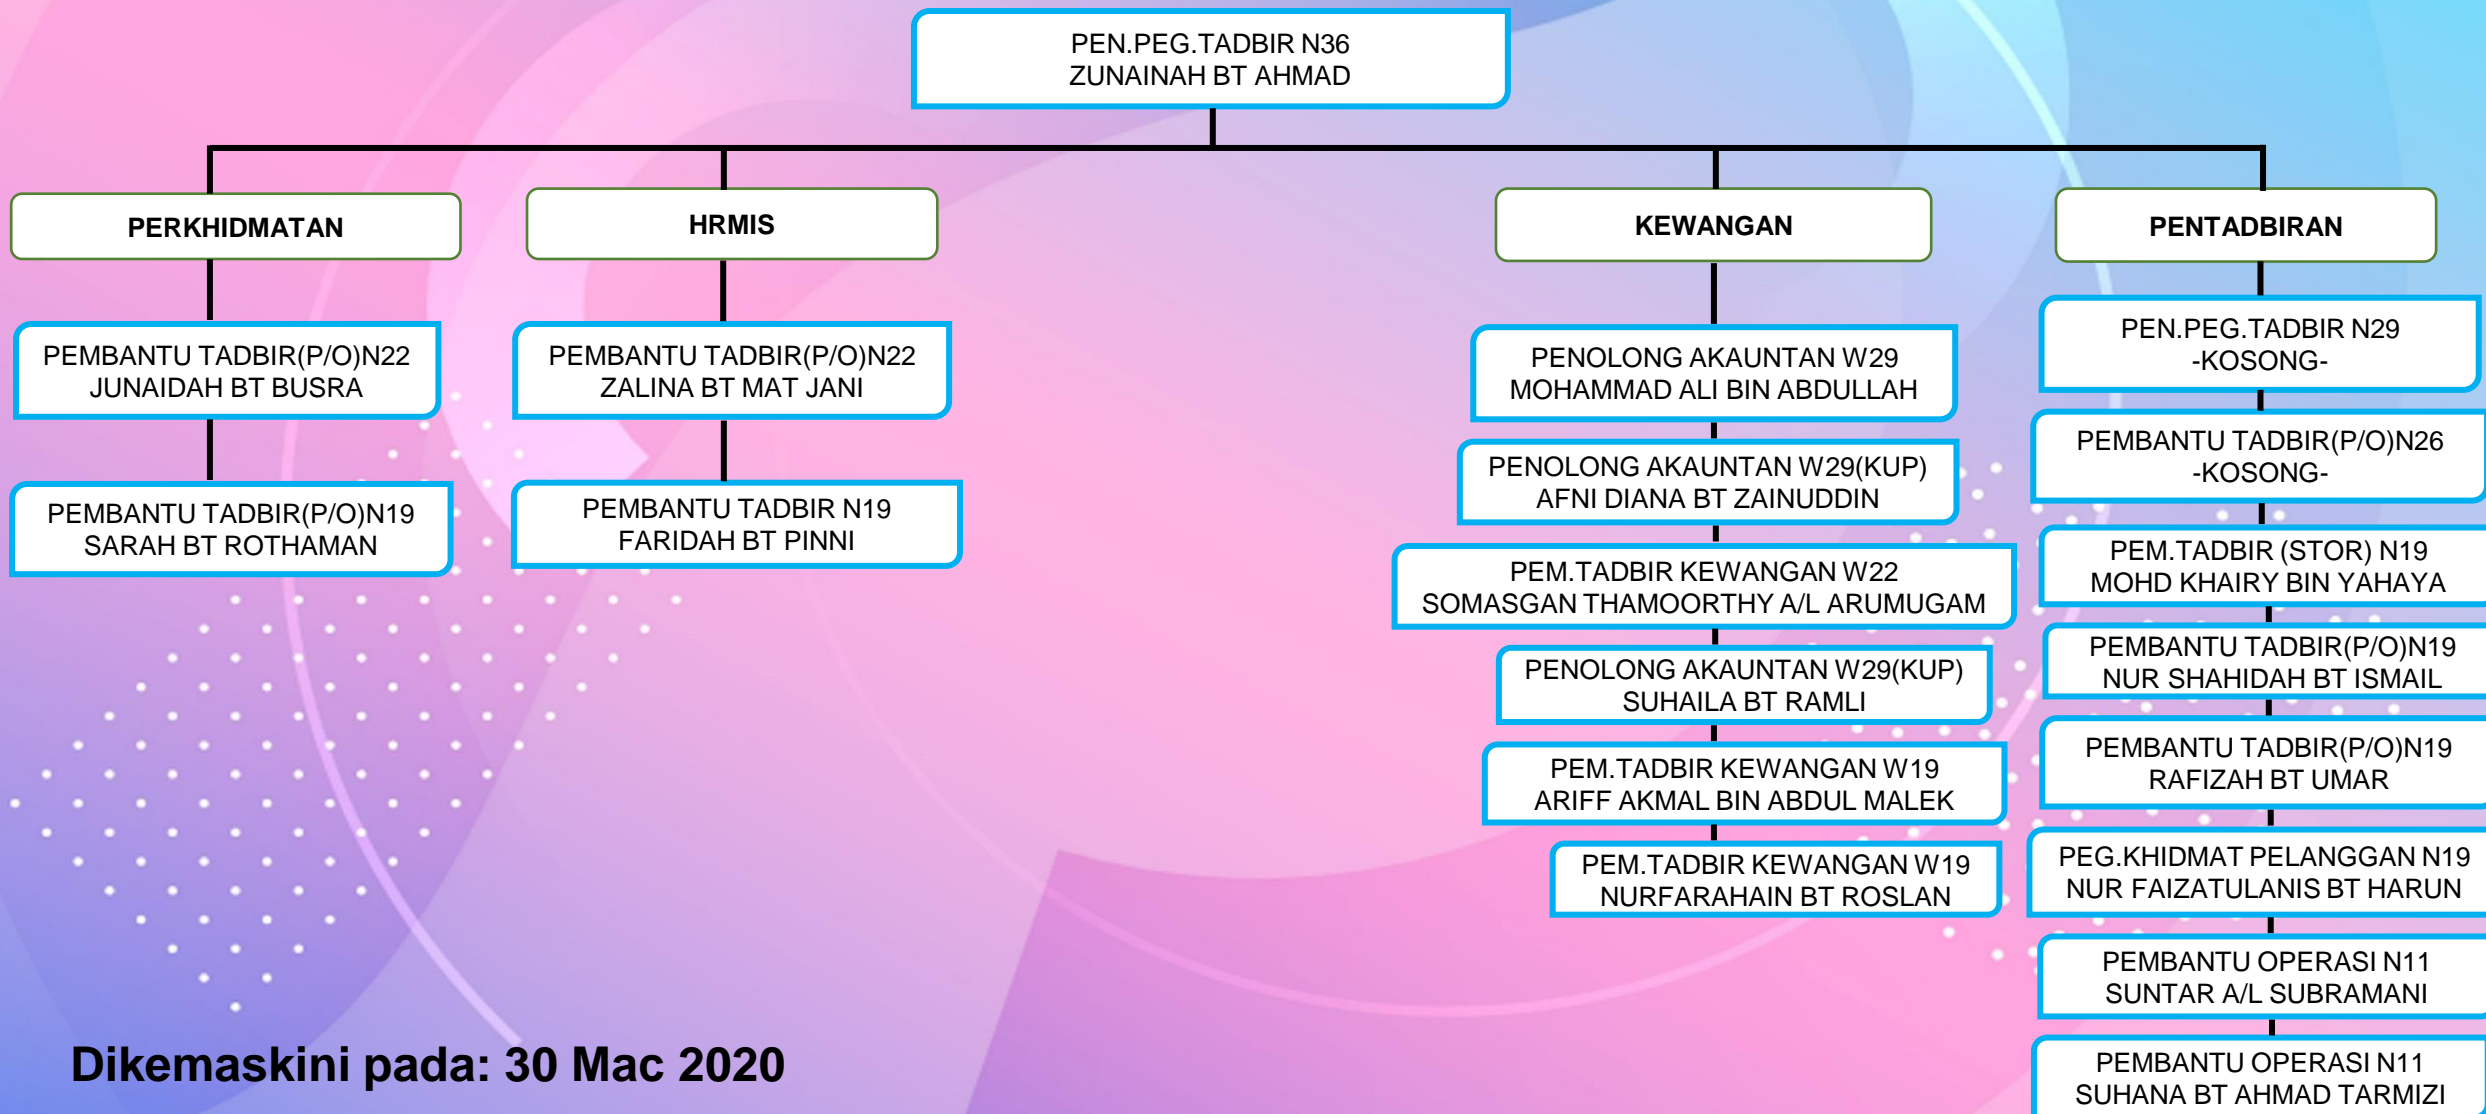 PEN.PEG.TADBIR N36
ZUNAINAH BT AHMAD
PERKHIDMATAN
PEMBANTU TADBIR(P/O)N22
JUNAIDAH BT BUSRA
PEMBANTU TADBIR(P/O)N19
SARAH BT ROTHAMAN
HRMIS
PEMBANTU TADBIR(P/O)N22
ZALINA BT MAT JANI
PEMBANTU TADBIR N19
FARIDAH BT PINNI
KEWANGAN
PENOLONG AKAUNTAN W29
MOHAMMAD ALI BIN ABDULLAH
PENOLONG AKAUNTAN W29(KUP)
AFNI DIANA BT ZAINUDDIN
PEM.TADBIR KEWANGAN W22
SOMASGAN THAMOORTHY A/L ARUMUGAM
PENOLONG AKAUNTAN W29(KUP)
SUHAILA BT RAMLI
PEM.TADBIR KEWANGAN W19
ARIFF AKMAL BIN ABDUL MALEK
PEM.TADBIR KEWANGAN W19
NURFARAHAIN BT ROSLAN
PENTADBIRAN
PEN.PEG.TADBIR N29
-KOSONG-
PEMBANTU TADBIR(P/O)N26
-KOSONG-
PEM.TADBIR (STOR) N19
MOHD KHAIRY BIN YAHAYA
PEMBANTU TADBIR(P/O)N19
NUR SHAHIDAH BT ISMAIL
PEMBANTU TADBIR(P/O)N19
RAFIZAH BT UMAR
PEG.KHIDMAT PELANGGAN N19
NUR FAIZATULANIS BT HARUN
PEMBANTU OPERASI N11
SUNTAR A/L SUBRAMANI
PEMBANTU OPERASI N11
SUHANA BT AHMAD TARMIZI
Dikemaskini pada: 30 Mac 2020